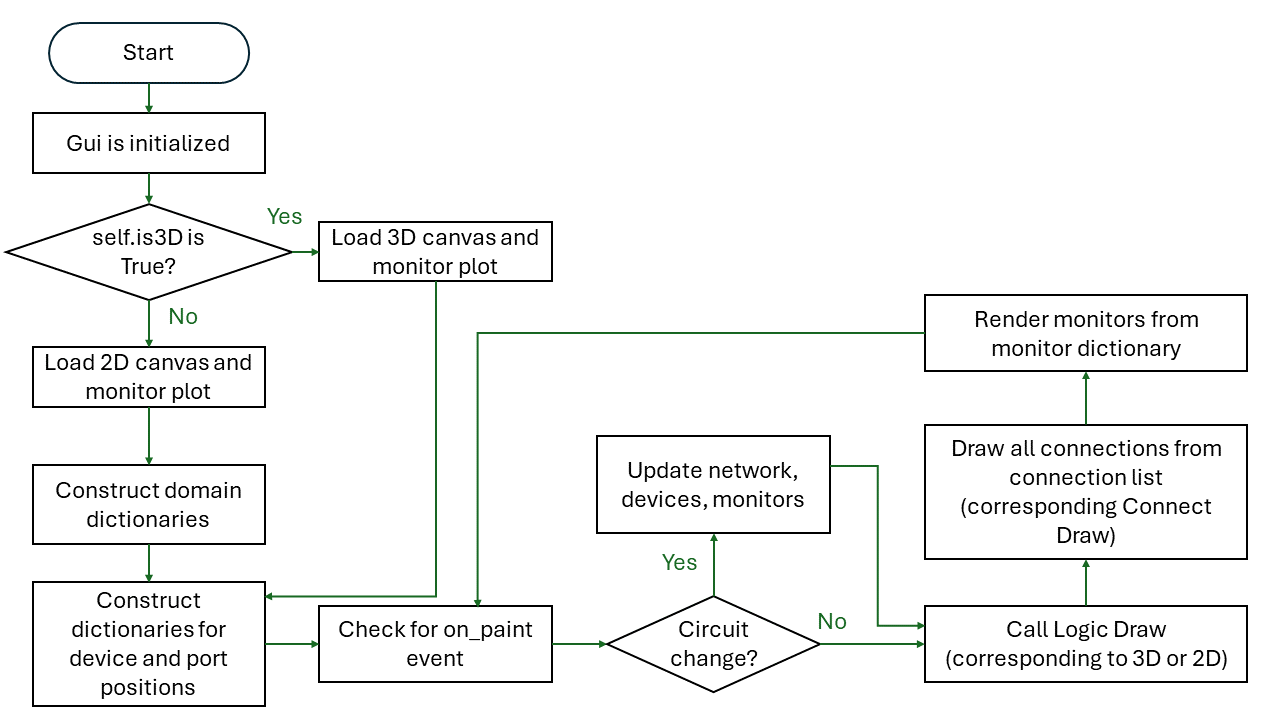 Start
Gui is initialized
self.is3D is
True?
Yes
Load 3D canvas and
monitor plot
No
Load 2D canvas and
monitor plot
Construct domain
dictionaries
Construct
dictionaries for
device and port
positions
Check for on_paint
event
Circuit
change?
Yes
Update network,
devices, monitors
No
Call Logic Draw
(corresponding to 3D or 2D)
Draw all connections from
connection list
(corresponding Connect
Draw)
Render monitors from
monitor dictionary